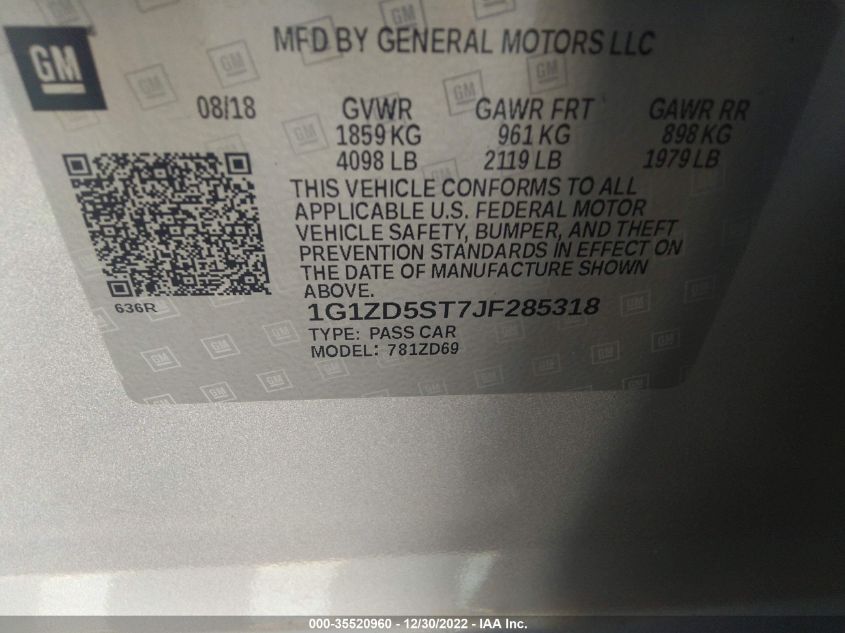 GM
MFD BY GENERAL MOTORS LLC
08/18 GVWR GAWR FRT GAWR RR
1859 KG 961 KG 898 KG
4098 LB 2119 LB 1979 LB
THIS VEHICLE CONFORMS TO ALL
APPLICABLE U.S. FEDERAL MOTOR
VEHICLE SAFETY, BUMPER, AND THEFT
PREVENTION STANDARDS IN EFFECT ON
THE DATE OF MANUFACTURE SHOWN
ABOVE.
636R
1G1ZD5ST7JF285318
TYPE: PASS CAR
MODEL: 781ZD69
000-35520960 - 12/30/2022 - IAA Inc.